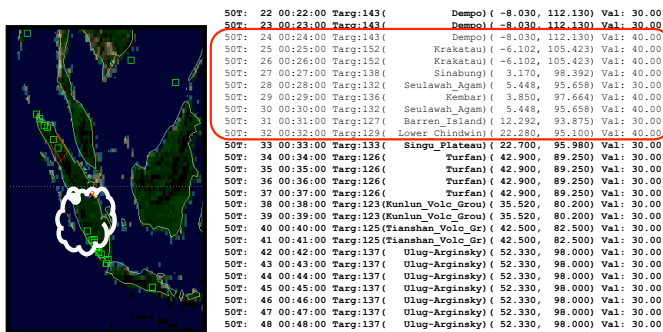 50T: 22 00:22:00 Targ:143( Dempo)( -8.030, 112.130) Val: 30.00
50T: 23 00:23:00 Targ:143( Dempo)( -8.030, 112.130) Val: 30.00
50T: 24 00:24:00 Targ:143( Dempo)( -8.030, 112.130) Val: 40.00
50T: 25 00:25:00 Targ:152( Krakatau)( -6.102, 105.423) Val: 40.00
50T: 26 00:26:00 Targ:152( Krakatau)( -6.102, 105.423) Val: 40.00
50T: 27 00:27:00 Targ:138( Sinabung)( 3.170, 98.392) Val: 40.00
50T: 28 00:28:00 Targ:132( Seulawah_Agam)( 5.448, 95.658) Val: 40.00
50T: 29 00:29:00 Targ:136( Kembar)( 3.850, 97.664) Val: 40.00
50T: 30 00:30:00 Targ:132( Seulawah_Agam)( 5.448, 95.658) Val: 40.00
50T: 31 00:31:00 Targ:127( Barren_Island)( 12.292, 93.875) Val: 40.00
50T: 32 00:32:00 Targ:129( Lower_Chindwin)( 22.280, 95.100) Val: 40.00
50T: 33 00:33:00 Targ:133( Singu_Plateau)( 22.700, 95.980) Val: 30.00
50T: 34 00:34:00 Targ:126( Turfan)( 42.900, 89.250) Val: 30.00
50T: 35 00:35:00 Targ:126( Turfan)( 42.900, 89.250) Val: 30.00
50T: 36 00:36:00 Targ:126( Turfan)( 42.900, 89.250) Val: 30.00
50T: 37 00:37:00 Targ:126( Turfan)( 42.900, 89.250) Val: 30.00
50T: 38 00:38:00 Targ:123(Kunlun_Volc_Grou)( 35.520, 80.200) Val: 30.00
50T: 39 00:39:00 Targ:123(Kunlun_Volc_Grou)( 35.520, 80.200) Val: 30.00
50T: 40 00:40:00 Targ:125(Tianshan_Volc_Gr)( 42.500, 82.500) Val: 30.00
50T: 41 00:41:00 Targ:125(Tianshan_Volc_Gr)( 42.500, 82.500) Val: 30.00
50T: 42 00:42:00 Targ:137( Ulug-Arginsky)( 52.330, 98.000) Val: 30.00
50T: 43 00:43:00 Targ:137( Ulug-Arginsky)( 52.330, 98.000) Val: 30.00
50T: 44 00:44:00 Targ:137( Ulug-Arginsky)( 52.330, 98.000) Val: 30.00
50T: 45 00:45:00 Targ:137( Ulug-Arginsky)( 52.330, 98.000) Val: 30.00
50T: 46 00:46:00 Targ:137( Ulug-Arginsky)( 52.330, 98.000) Val: 30.00
50T: 47 00:47:00 Targ:137( Ulug-Arginsky)( 52.330, 98.000) Val: 30.00
50T: 48 00:48:00 Targ:137( Ulug-Arginsky)( 52.330, 98.000) Val: 30.00